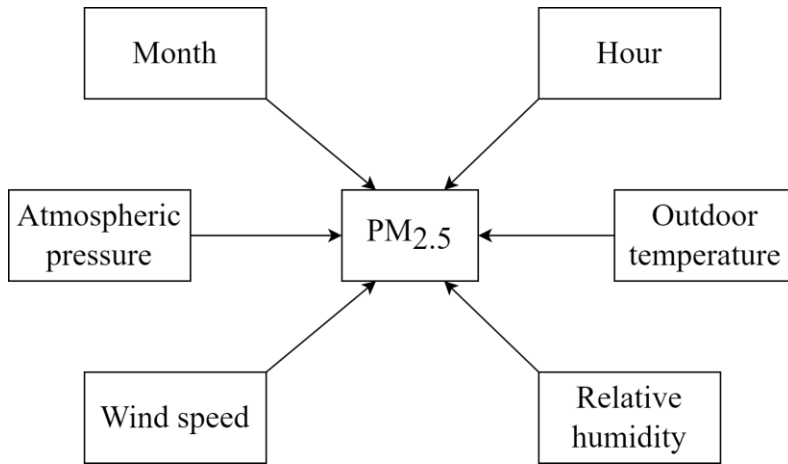 Month
Hour
Atmospheric
pressure
PM2.5
Outdoor
temperature
Wind speed
Relative
humidity